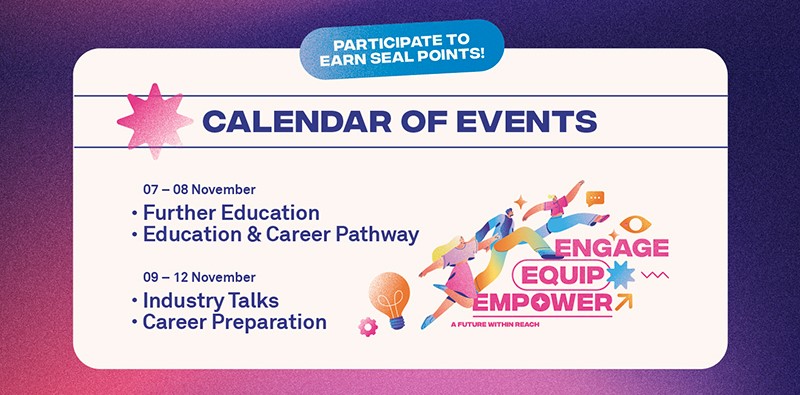 PARTICIPATE TO
EARN SEAL POINTS!
CALENDAR OF EVENTS
07 – 08 November
• Further Education
• Education & Career Pathway
09 – 12 November
• Industry Talks
• Career Preparation
ENGAGE
EQUIP
EMPOWER
A FUTURE WITHIN REACH